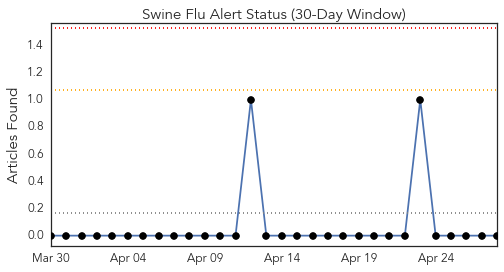 Swine Flu Alert Status (30-Day Window)
Articles Found
1.4
1.2
1.0
0.8
0.6
0.4
0.2
0.0
Mar 30 Apr 04 Apr 09 Apr 14 Apr 19 Apr 24